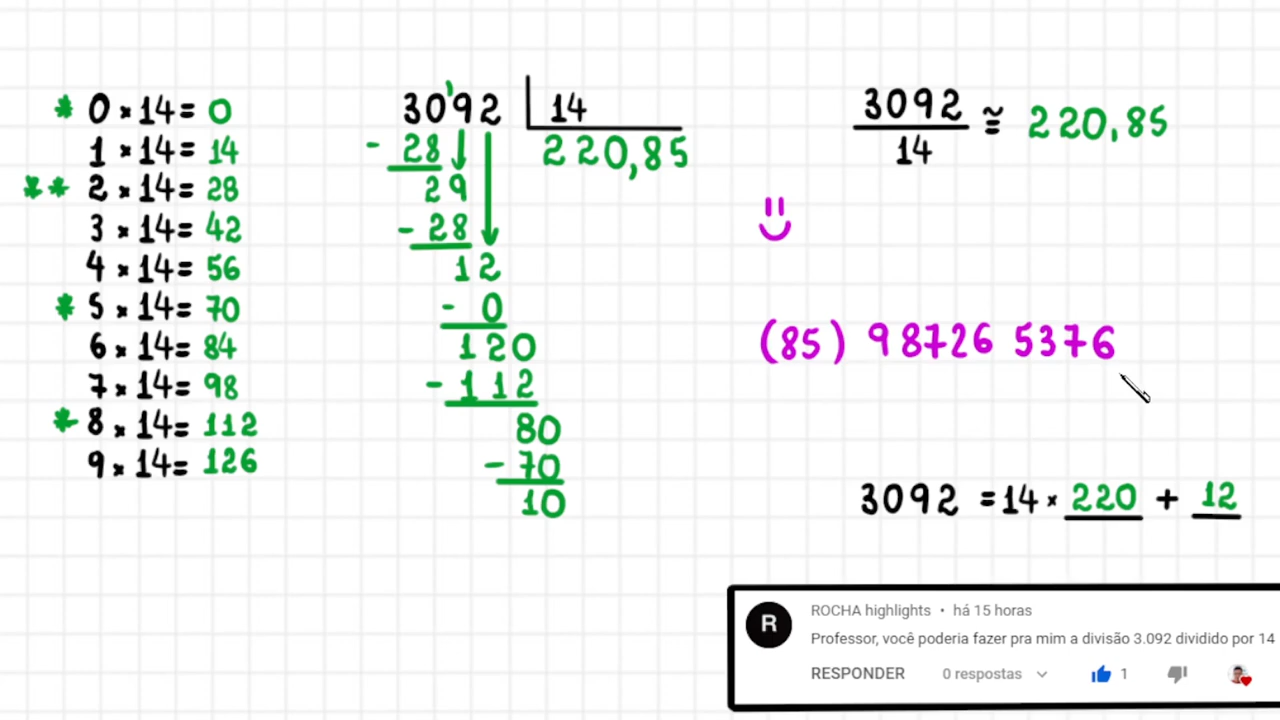 0 × 14 = 0
1 × 14 = 14
2 × 14 = 28
3 × 14 = 42
4 × 14 = 56
5 × 14 = 70
6 × 14 = 84
7 × 14 = 98
8 × 14 = 112
9 × 14 = 126
30'92 14
- 28 220,85
29
- 28
12
- 0
120
- 112
80
- 70
10
3092
14
≅ 220,85
(85) 98726 5376
3092 = 14 × 220 + 12
R
ROCHA highlights • há 15 horas
Professor, você poderia fazer pra mim a divisão 3.092 dividido por 14
RESPONDER 0 respostas 1